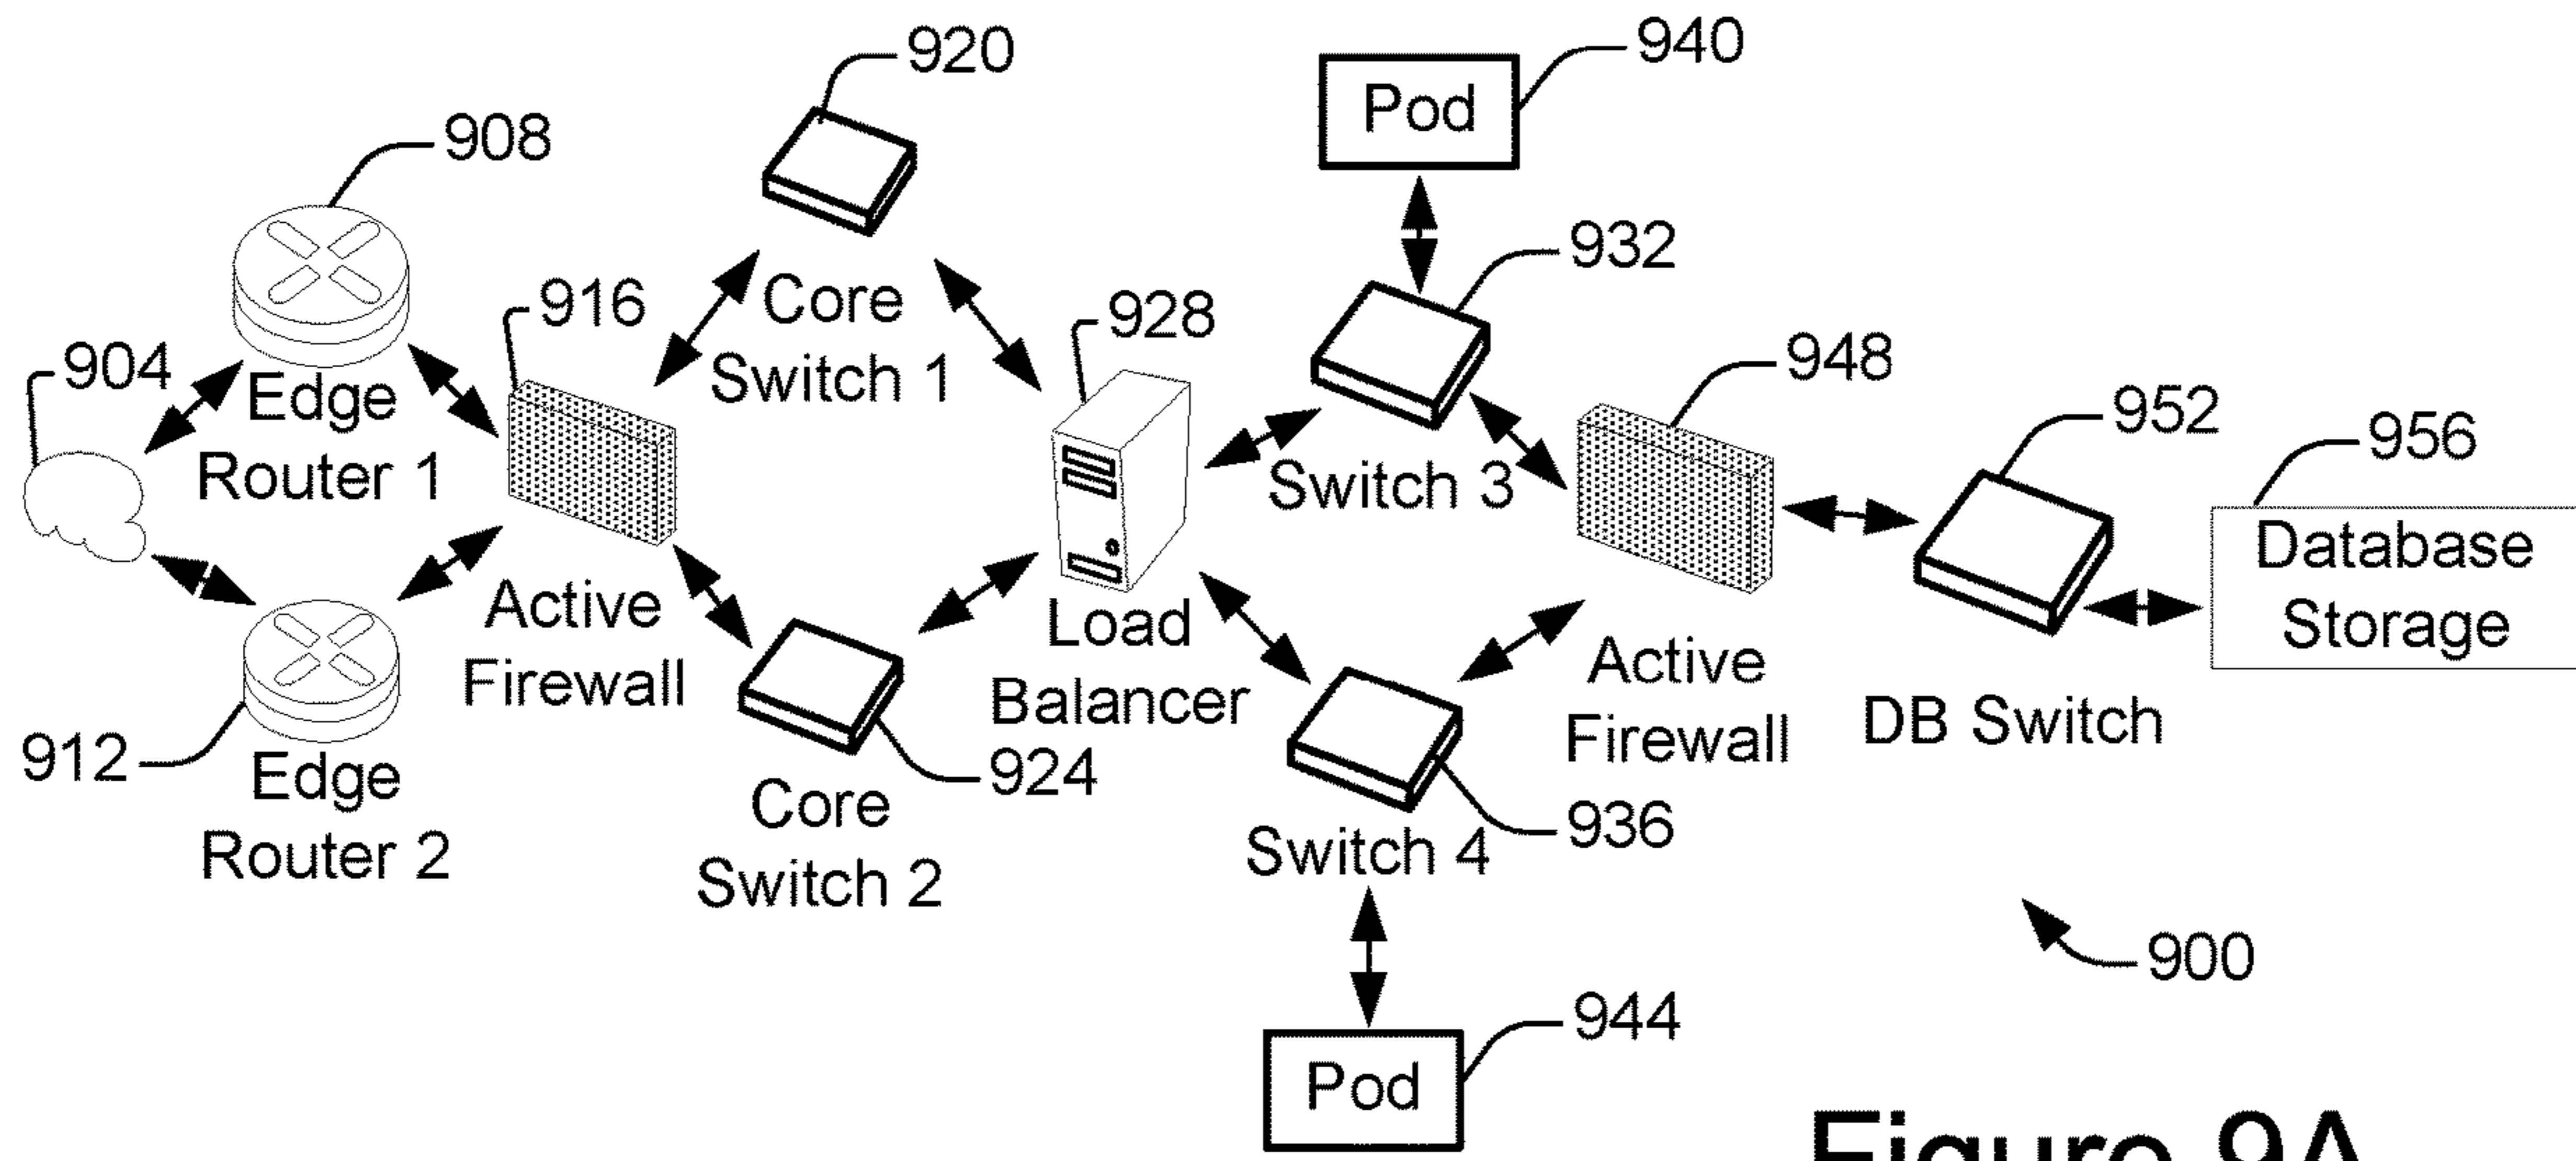 920
940
Pod
908
932
916
Core
Switch 1
928
948
904
Edge
Router 1
952
956
Switch 3
Database
Storage
Active
Firewall
Load
Balancer
Active
Firewall
DB Switch
912
Edge
Router 2
924
Core
Switch 2
936
Switch 4
900
944
Pod
Figure 9A